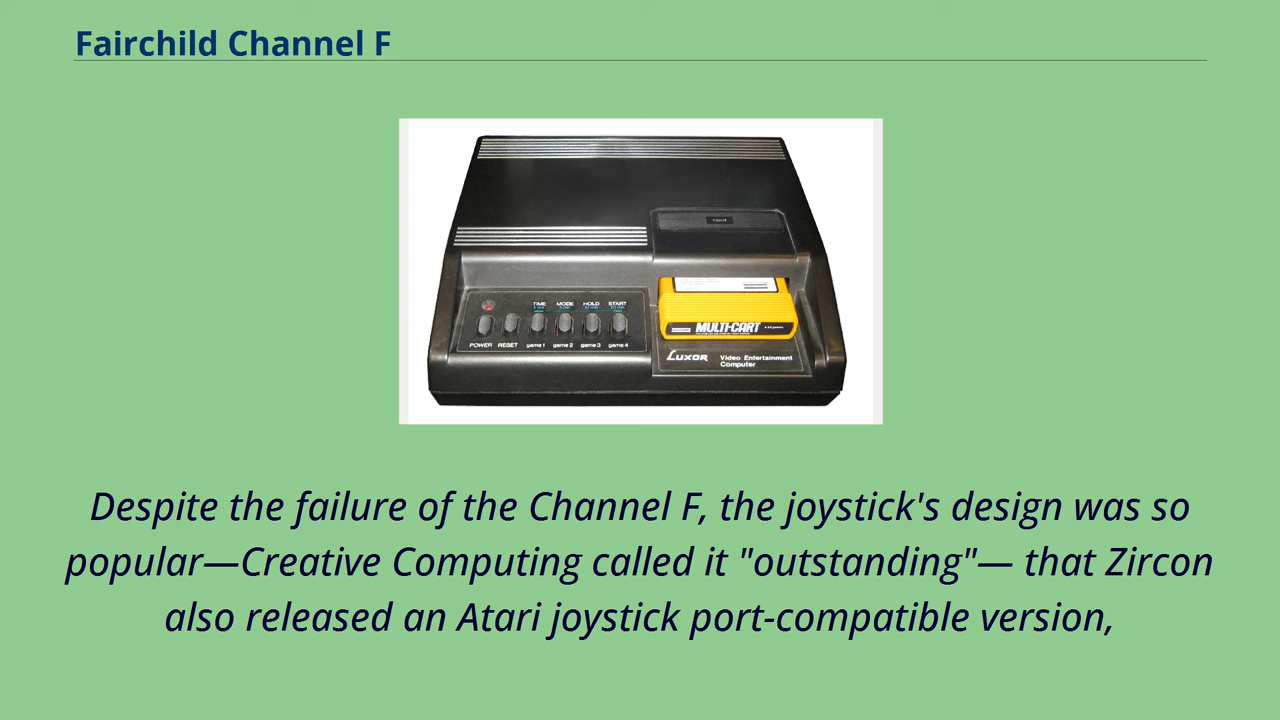 Fairchild Channel F
TIME MODE HOLD START
POWER RESET game 1 game 2 game 3 game 4
MULTI-CART
LUXOR Video Entertainment
Computer
Despite the failure of the Channel F, the joystick's design was so
popular—Creative Computing called it "outstanding"— that Zircon
also released an Atari joystick port-compatible version,